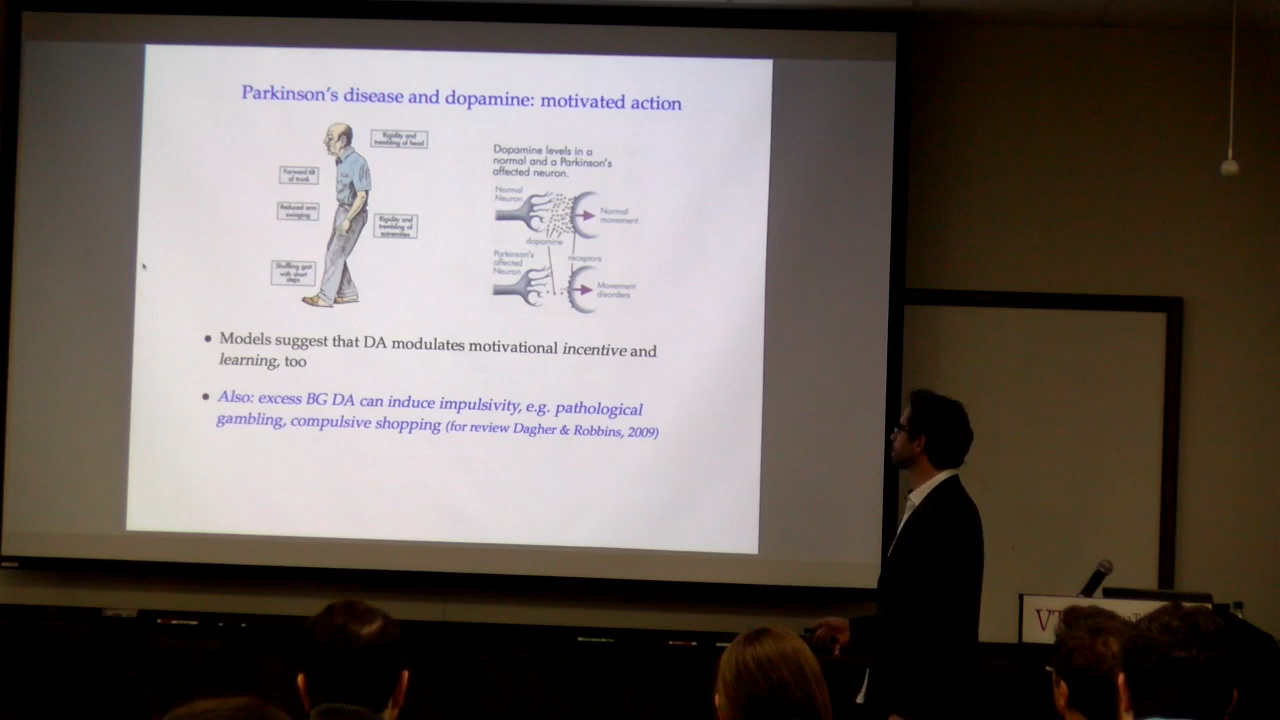 Parkinson's disease and dopamine: motivated action
Rigidity and
trembling of head
Forward tilt
of trunk
Reduced arm
swinging
Rigidity and
trembling of
extremities
Shuffling gait
with short
steps
Dopamine levels in a
normal and a Parkinson's
affected neuron.
Normal
Neuron
Normal
movement
dopamine
Parkinson's
affected
Neuron
receptors
Movement
disorders
• Models suggest that DA modulates motivational incentive and
learning, too
• Also: excess BG DA can induce impulsivity, e.g. pathological
gambling, compulsive shopping (for review Dagher & Robbins, 2009)